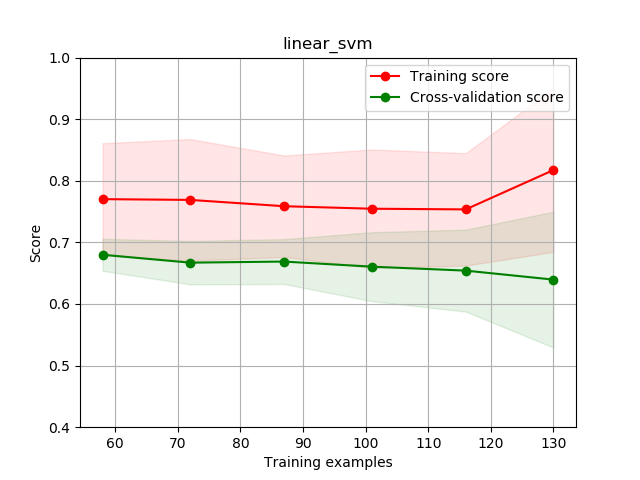 linear_svm
1.0
0.9
0.8
0.7
0.6
0.5
0.4
Score
Training score
Cross-validation score
60 70 80 90 100 110 120 130
Training examples